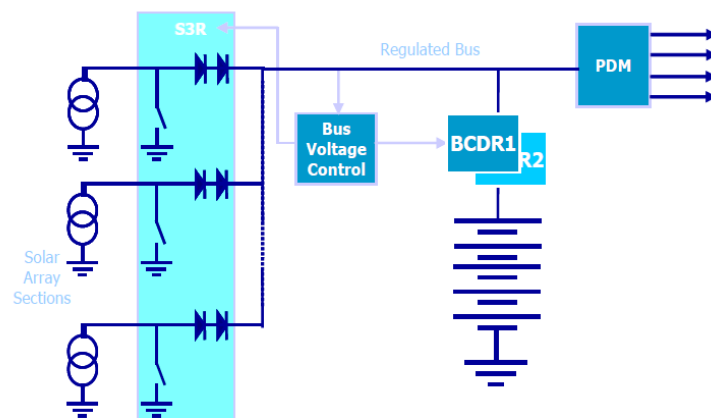 S3R
Regulated Bus
PDM
Bus
Voltage
Control
BCDR1
R2
Solar
Array
Sections